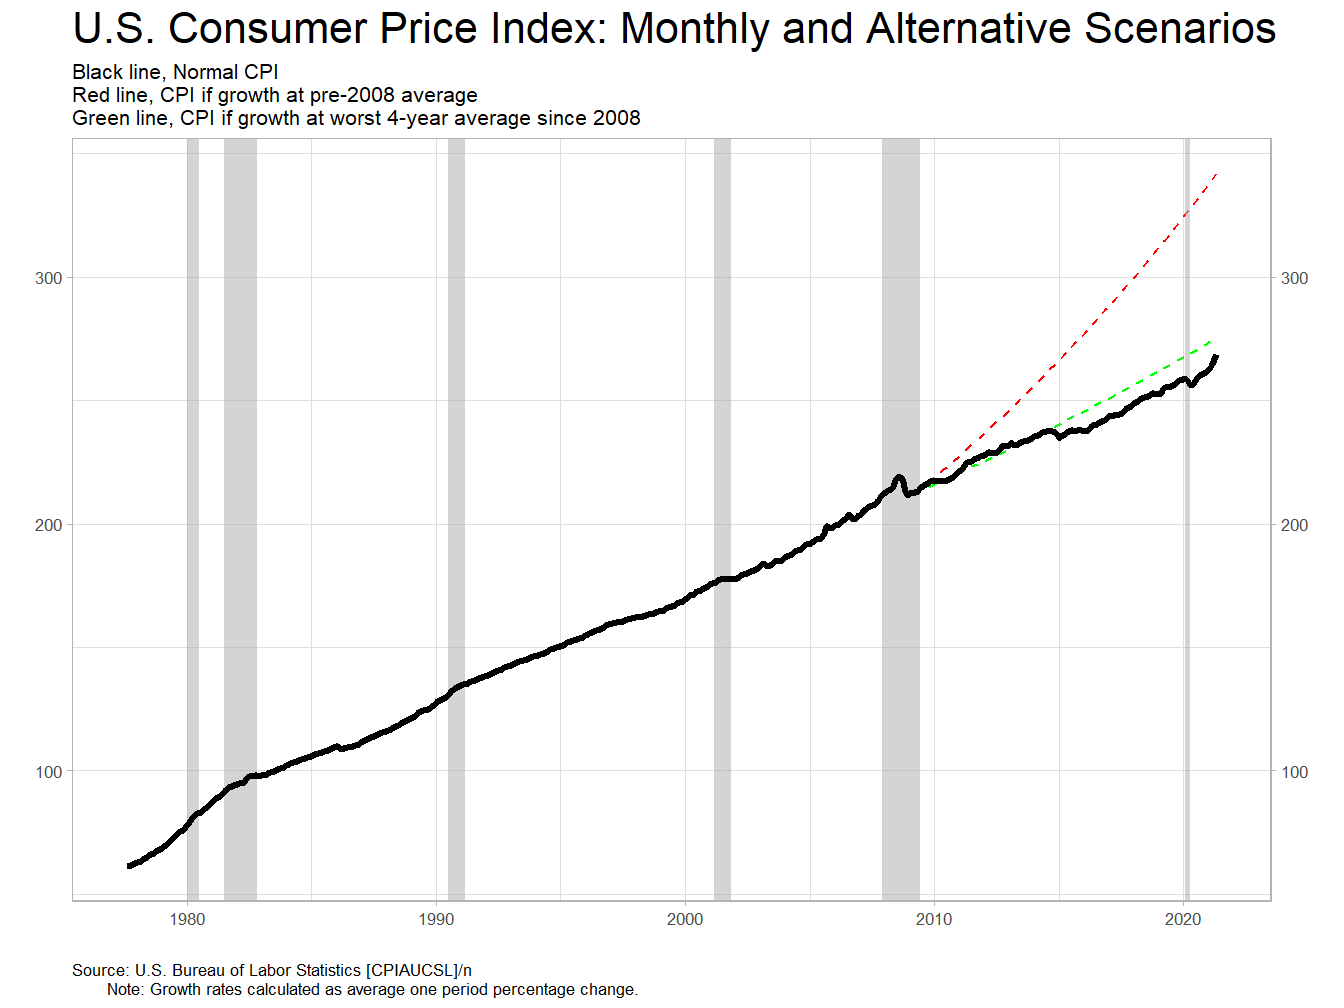 U.S. Consumer Price Index: Monthly and Alternative Scenarios
Black line, Normal CPI
Red line, CPI if growth at pre-2008 average
Green line, CPI if growth at worst 4-year average since 2008
300
300
200
200
100
100
1980
1990
2000
2010
2020
Source: U.S. Bureau of Labor Statistics [CPIAUCSL]/n
Note: Growth rates calculated as average one period percentage change.